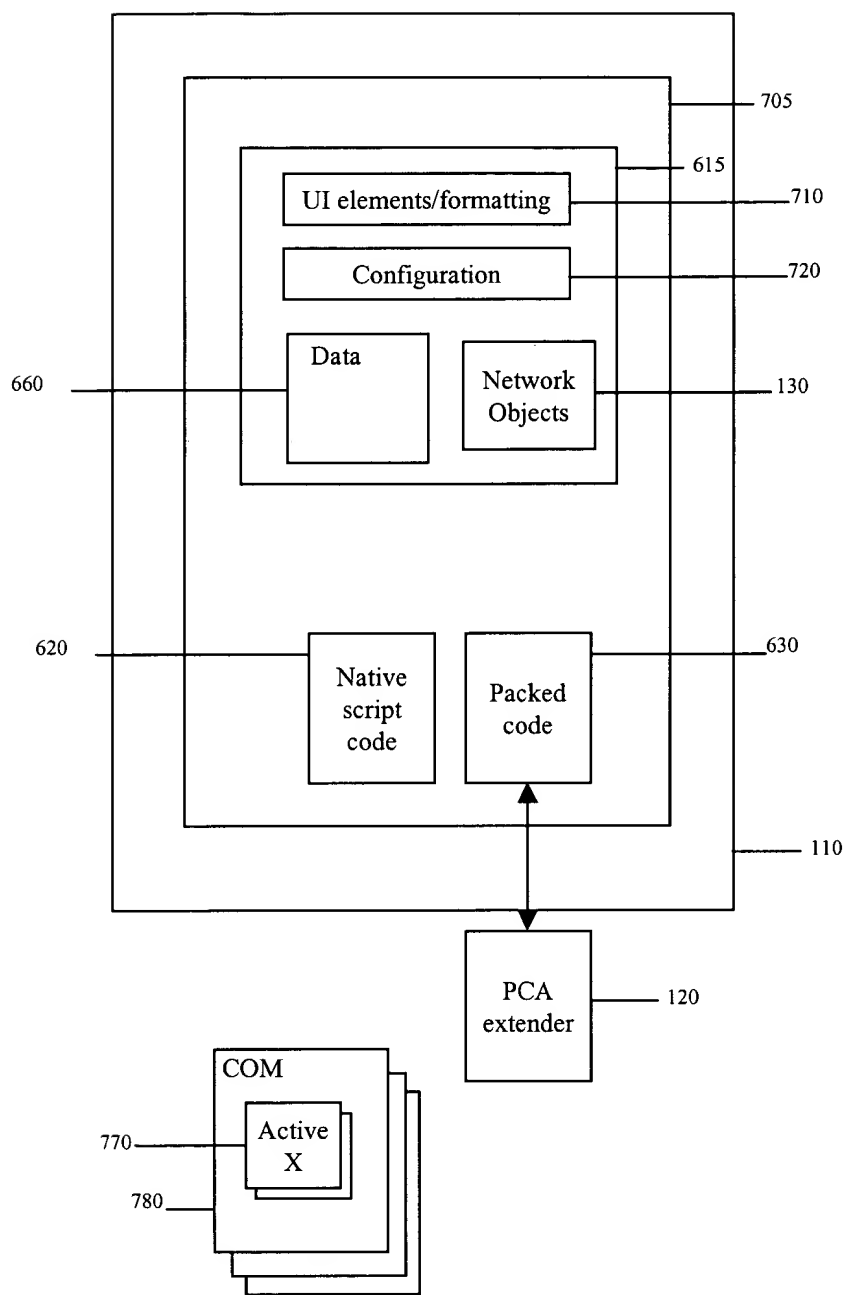 705
615
UI elements/formatting
710
Configuration
720
Data
660
Network
Objects
130
620
630
Native
script
code
Packed
code
110
PCA
extender
120
COM
770
Active
X
780